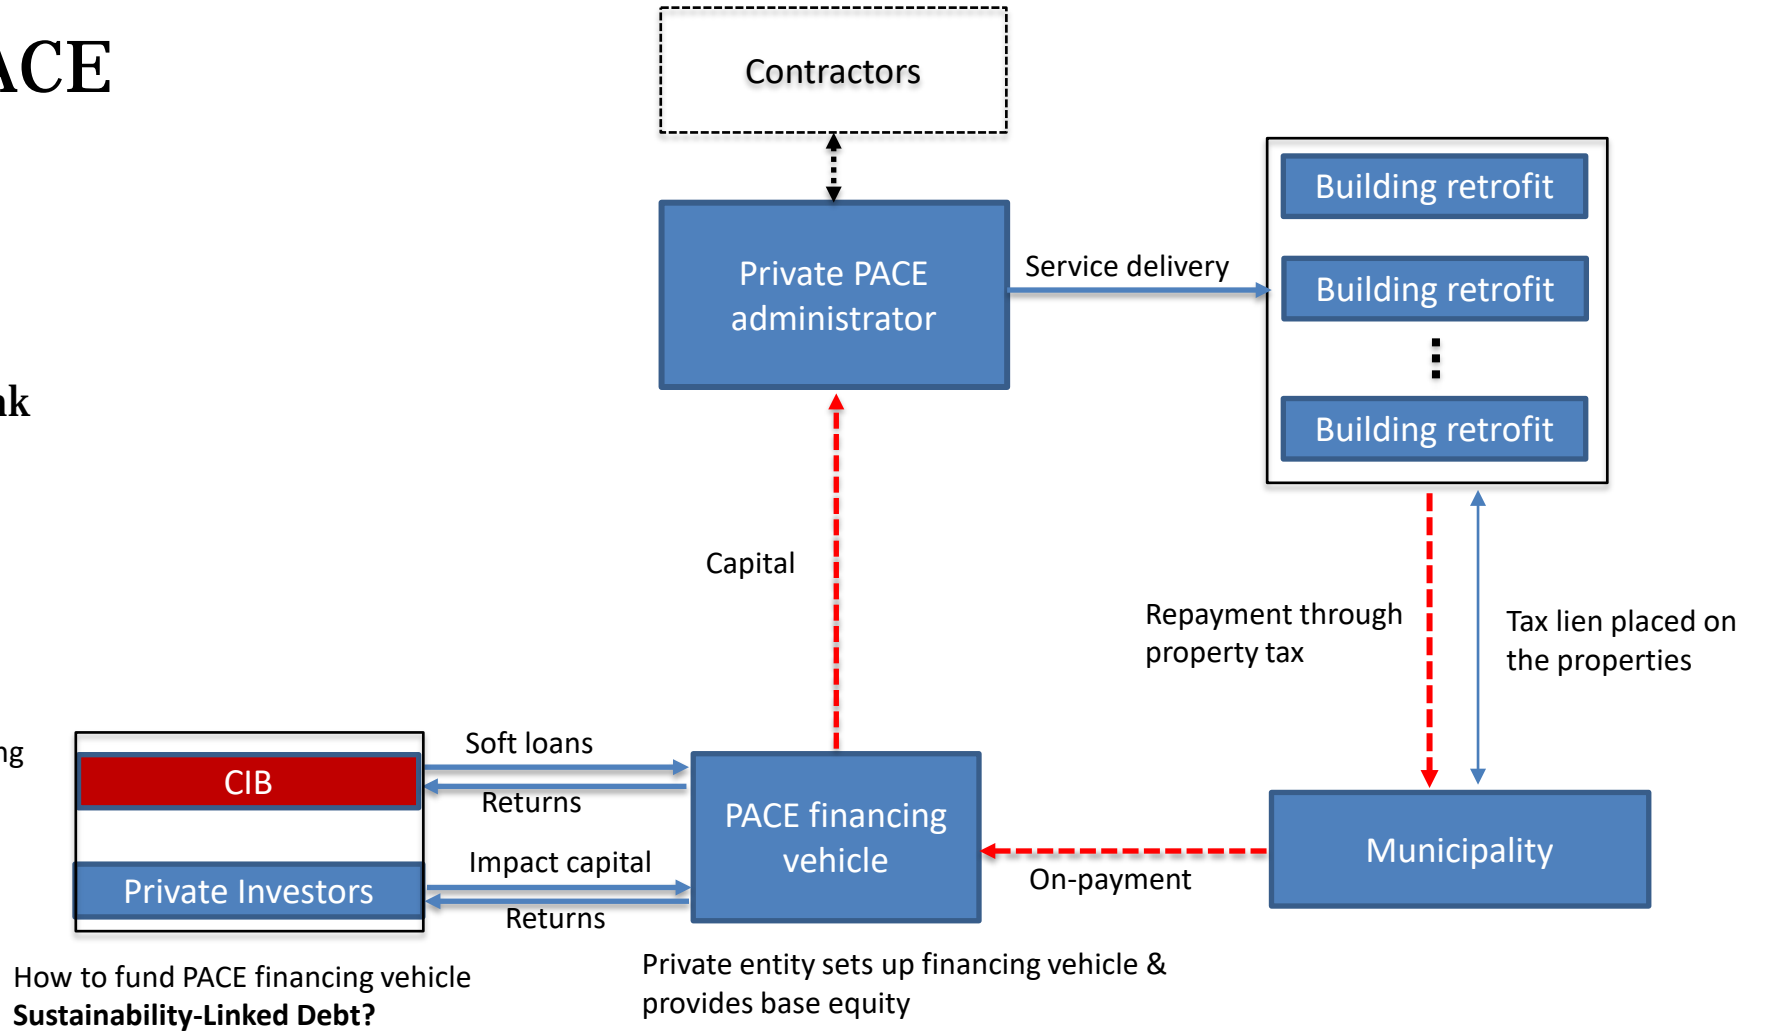 ACE
Contractors
Building retrofit
Private PACE
administrator
Service delivery
Building retrofit
nk
Building retrofit
Capital
Repayment through
property tax
Tax lien placed on
the properties
ng
CIB
Soft loans
Returns
PACE financing
vehicle
Municipality
On-payment
Private Investors
Impact capital
Returns
How to fund PACE financing vehicle
Sustainability-Linked Debt?
Private entity sets up financing vehicle &
provides base equity